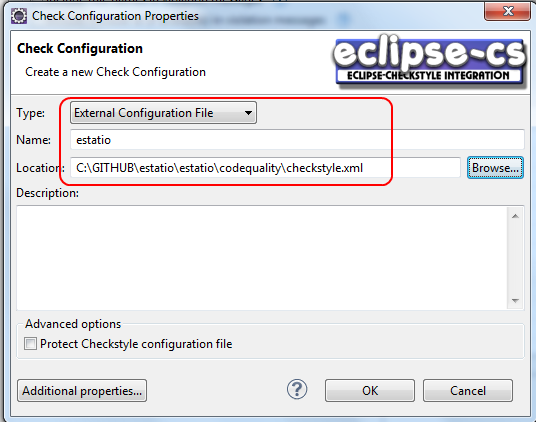 Check Configuration Properties
Check Configuration
Create a new Check Configuration
eclipse-cs
ECLIPSE-CHECKSTYLE INTEGRATION
Type: External Configuration File
Name: estatio
Location: C:\GITHUB\estatio\estatio\codequality\checkstyle.xml Browse...
Description:
Advanced options
Protect Checkstyle configuration file
Additional properties... ? OK Cancel